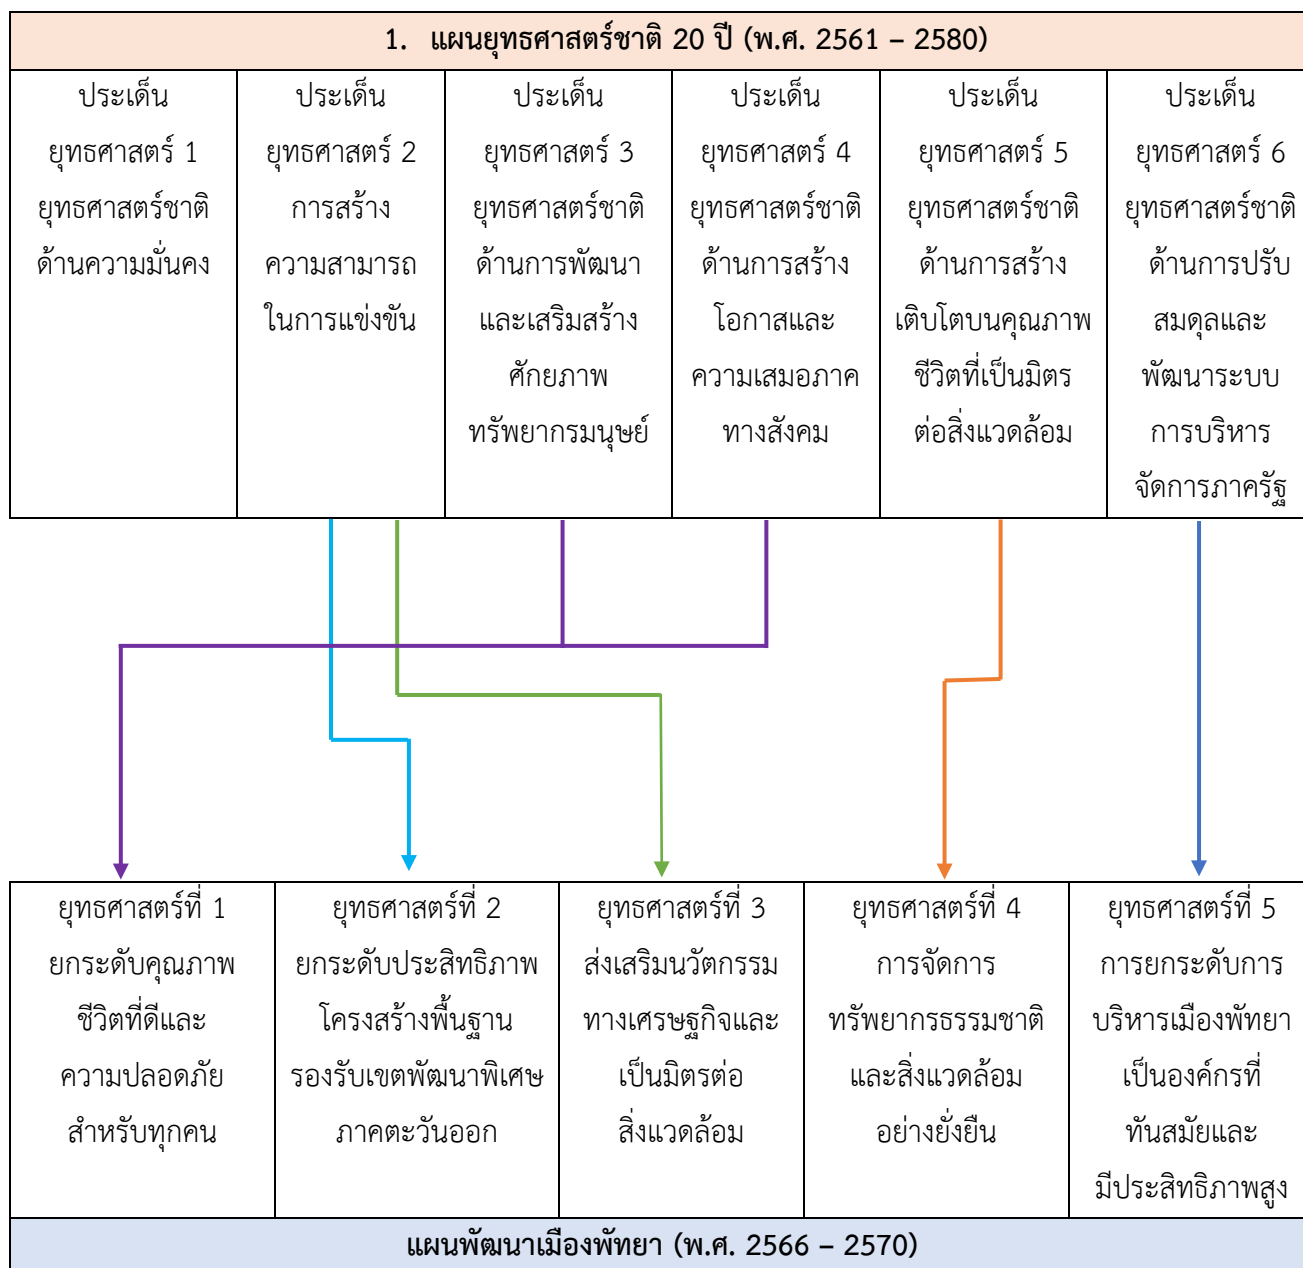 1. แผนยุทธศาสตร์ชาติ 20 ปี (พ.ศ. 2561 – 2580)
ประเด็น
ยุทธศาสตร์ 1
ยุทธศาสตร์ชาติ
ด้านความมั่นคง
ประเด็น
ยุทธศาสตร์ 2
การสร้าง
ความสามารถ
ในการแข่งขัน
ประเด็น
ยุทธศาสตร์ 3
ยุทธศาสตร์ชาติ
ด้านการพัฒนา
และเสริมสร้าง
ศักยภาพ
ทรัพยากรมนุษย์
ประเด็น
ยุทธศาสตร์ 4
ยุทธศาสตร์ชาติ
ด้านการสร้าง
โอกาสและ
ความเสมอภาค
ทางสังคม
ประเด็น
ยุทธศาสตร์ 5
ยุทธศาสตร์ชาติ
ด้านการสร้าง
เติบโตบนคุณภาพ
ชีวิตที่เป็นมิตร
ต่อสิ่งแวดล้อม
ประเด็น
ยุทธศาสตร์ 6
ยุทธศาสตร์ชาติ
ด้านการปรับ
สมดุลและ
พัฒนาระบบ
การบริหาร
จัดการภาครัฐ
ยุทธศาสตร์ที่ 1
ยกระดับคุณภาพ
ชีวิตที่ดีและ
ความปลอดภัย
สำหรับทุกคน
ยุทธศาสตร์ที่ 2
ยกระดับประสิทธิภาพ
โครงสร้างพื้นฐาน
รองรับเขตพัฒนาพิเศษ
ภาคตะวันออก
ยุทธศาสตร์ที่ 3
ส่งเสริมนวัตกรรม
ทางเศรษฐกิจและ
เป็นมิตรต่อ
สิ่งแวดล้อม
ยุทธศาสตร์ที่ 4
การจัดการ
ทรัพยากรธรรมชาติ
และสิ่งแวดล้อม
อย่างยั่งยืน
ยุทธศาสตร์ที่ 5
การยกระดับการ
บริหารเมืองพัทยา
เป็นองค์กรที่
ทันสมัยและ
มีประสิทธิภาพสูง
แผนพัฒนาเมืองพัทยา (พ.ศ. 2566 – 2570)